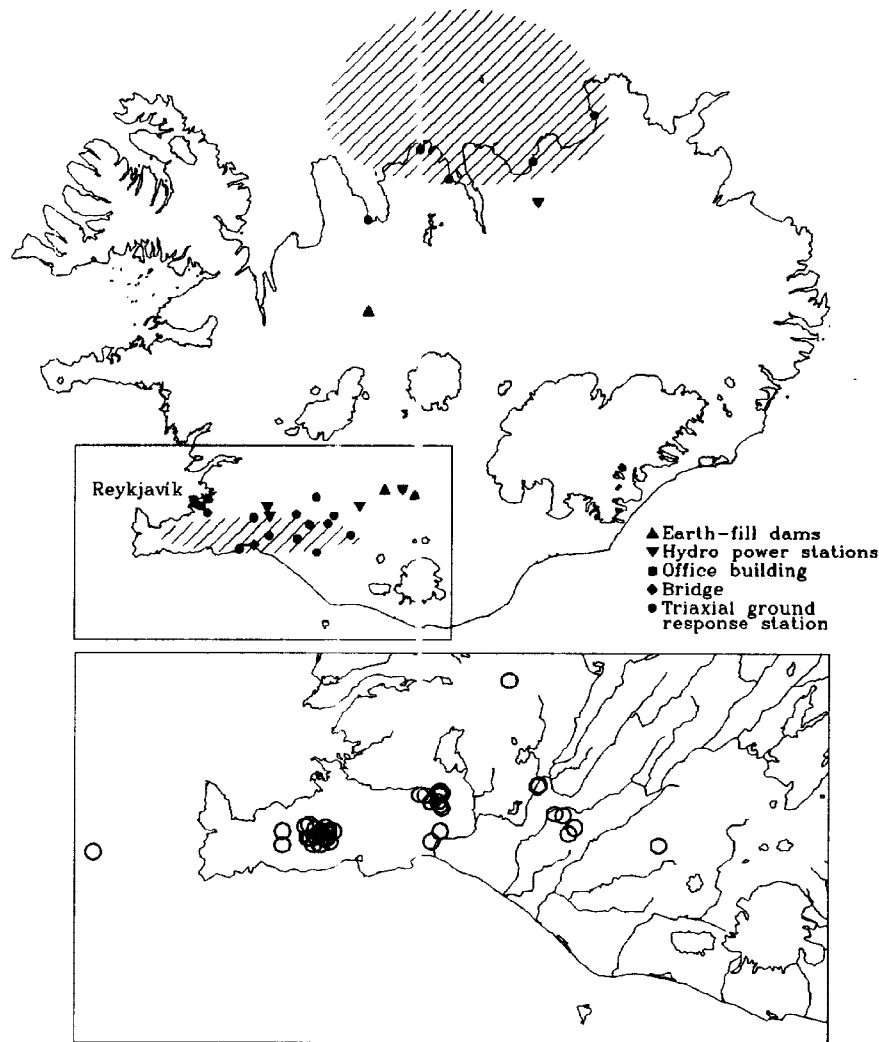 Reykjavík
Earth-fill dams
Hydro power stations
Office building
Bridge
Triaxial ground
response station